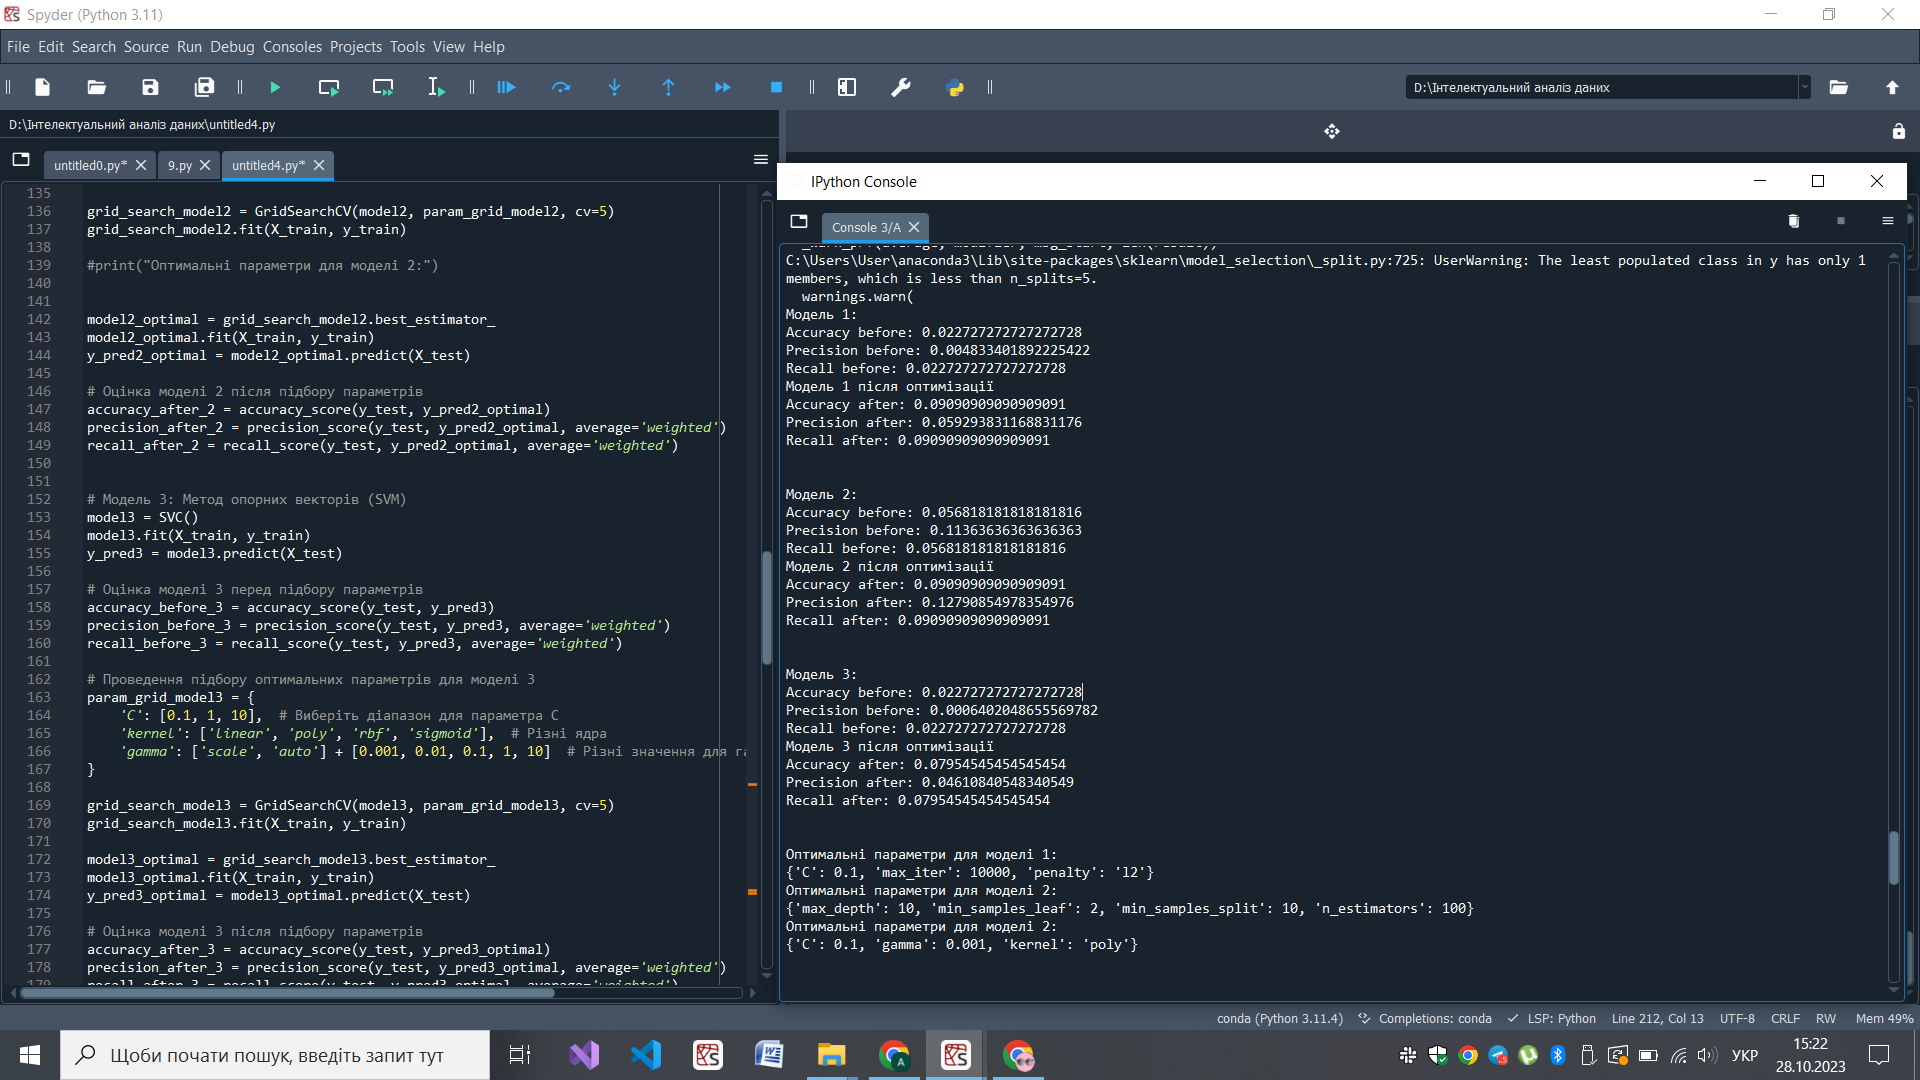 Spyder (Python 3.11)
File Edit Search Source Run Debug Consoles Projects Tools View Help
D:\Інтелектуальний аналіз даних
D:\Інтелектуальний аналіз даних\untitled4.py
untitled0.py* 9.py untitled4.py*
135
136 grid_search_model2 = GridSearchCV(model2, param_grid_model2, cv=5)
137 grid_search_model2.fit(X_train, y_train)
138
139 #print("Оптимальні параметри для моделі 2:")
140
141
142 model2_optimal = grid_search_model2.best_estimator_
143 model2_optimal.fit(X_train, y_train)
144 y_pred2_optimal = model2_optimal.predict(X_test)
145
146 # Оцінка моделі 2 після підбору параметрів
147 accuracy_after_2 = accuracy_score(y_test, y_pred2_optimal)
148 precision_after_2 = precision_score(y_test, y_pred2_optimal, average='weighted')
149 recall_after_2 = recall_score(y_test, y_pred2_optimal, average='weighted')
150
151
152 # Модель 3: Метод опорних векторів (SVM)
153 model3 = SVC()
154 model3.fit(X_train, y_train)
155 y_pred3 = model3.predict(X_test)
156
157 # Оцінка моделі 3 перед підбору параметрів
158 accuracy_before_3 = accuracy_score(y_test, y_pred3)
159 precision_before_3 = precision_score(y_test, y_pred3, average='weighted')
160 recall_before_3 = recall_score(y_test, y_pred3, average='weighted')
161
162 # Проведення підбору оптимальних параметрів для моделі 3
163 param_grid_model3 = {
164 'C': [0.1, 1, 10], # Виберіть діапазон для параметра C
165 'kernel': ['linear', 'poly', 'rbf', 'sigmoid'], # Різні ядра
166 'gamma': ['scale', 'auto'] + [0.001, 0.01, 0.1, 1, 10] # Різні значення для га
167 }
168
169 grid_search_model3 = GridSearchCV(model3, param_grid_model3, cv=5)
170 grid_search_model3.fit(X_train, y_train)
171
172 model3_optimal = grid_search_model3.best_estimator_
173 model3_optimal.fit(X_train, y_train)
174 y_pred3_optimal = model3_optimal.predict(X_test)
175
176 # Оцінка моделі 3 після підбору параметрів
177 accuracy_after_3 = accuracy_score(y_test, y_pred3_optimal)
178 precision_after_3 = precision_score(y_test, y_pred3_optimal, average='weighted')
IPython Console
Console 3/A
C:\Users\User\anaconda3\Lib\site-packages\sklearn\model_selection\_split.py:725: UserWarning: The least populated class in y has only 1
members, which is less than n_splits=5.
warnings.warn(
Модель 1:
Accuracy before: 0.022727272727272728
Precision before: 0.004833401892225422
Recall before: 0.022727272727272728
Модель 1 після оптимізації
Accuracy after: 0.09090909090909091
Precision after: 0.059293831168831176
Recall after: 0.09090909090909091
Модель 2:
Accuracy before: 0.056818181818181816
Precision before: 0.11363636363636363
Recall before: 0.056818181818181816
Модель 2 після оптимізації
Accuracy after: 0.09090909090909091
Precision after: 0.12790854978354976
Recall after: 0.09090909090909091
Модель 3:
Accuracy before: 0.022727272727272728
Precision before: 0.0006402048655569782
Recall before: 0.022727272727272728
Модель 3 після оптимізації
Accuracy after: 0.07954545454545454
Precision after: 0.04610840548340549
Recall after: 0.07954545454545454
Оптимальні параметри для моделі 1:
{'C': 0.1, 'max_iter': 10000, 'penalty': 'l2'}
Оптимальні параметри для моделі 2:
{'max_depth': 10, 'min_samples_leaf': 2, 'min_samples_split': 10, 'n_estimators': 100}
Оптимальні параметри для моделі 2:
{'C': 0.1, 'gamma': 0.001, 'kernel': 'poly'}
conda (Python 3.11.4) Completions: conda LSP: Python Line 212, Col 13 UTF-8 CRLF RW Mem 49%
Щоби почати пошук, введіть запит тут
УКР
15:22
28.10.2023